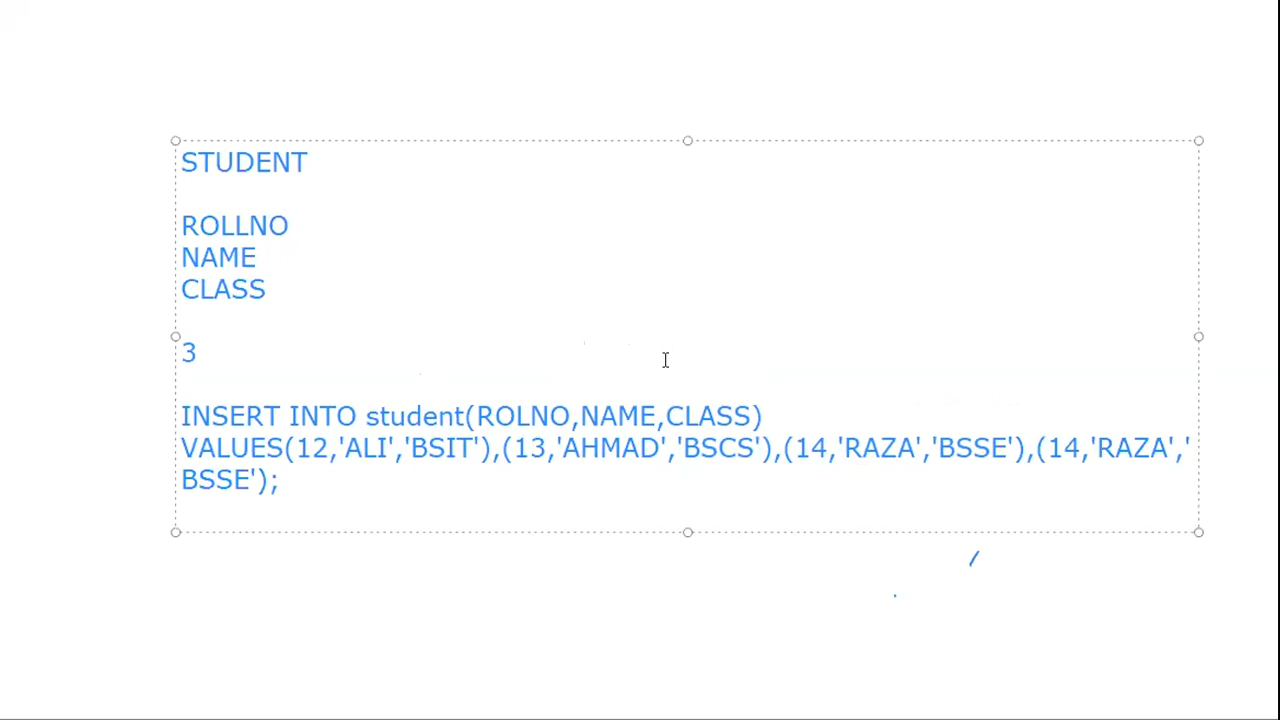 STUDENT
ROLLNO
NAME
CLASS
3
INSERT INTO student(ROLNO,NAME,CLASS)
VALUES(12,'ALI','BSIT'),(13,'AHMAD','BSCS'),(14,'RAZA','BSSE'),(14,'RAZA','
BSSE');